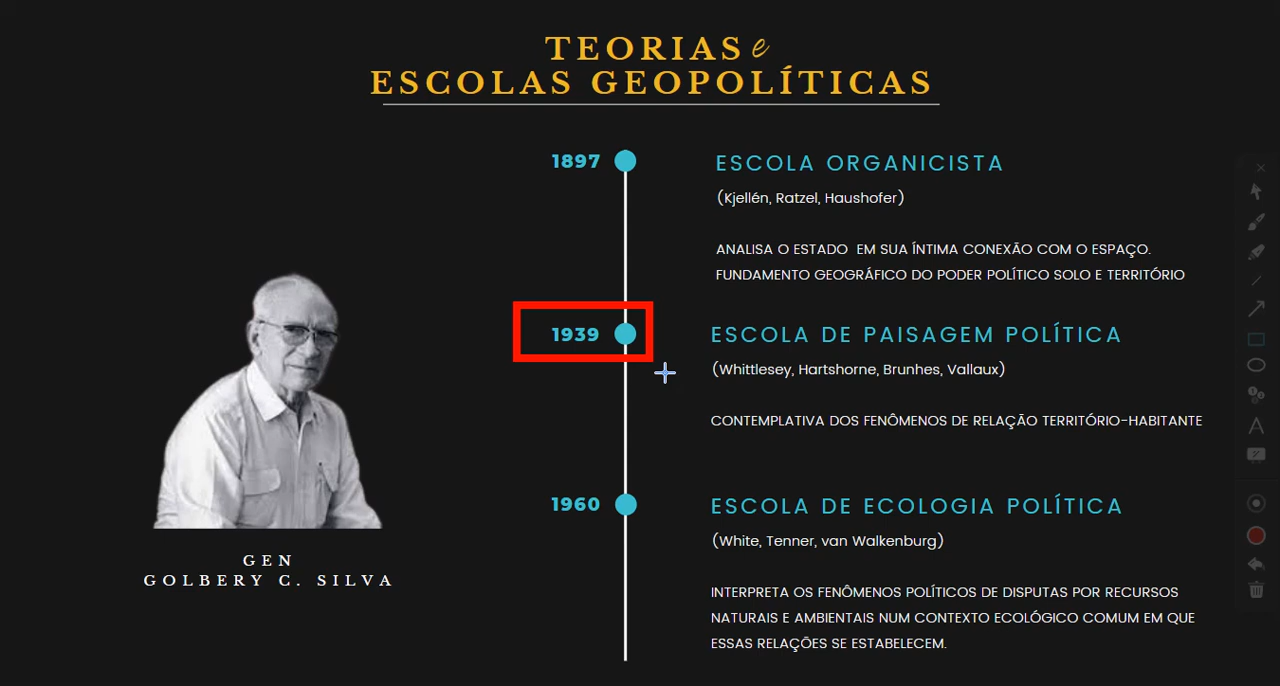 TEORIAS e
ESCOLAS GEOPOLÍTICAS
1897
ESCOLA ORGANICISTA
(Kjellén, Ratzel, Haushofer)
ANALISA O ESTADO EM SUA ÍNTIMA CONEXÃO COM O ESPAÇO.
FUNDAMENTO GEOGRÁFICO DO PODER POLÍTICO SOLO E TERRITÓRIO
1939
ESCOLA DE PAISAGEM POLÍTICA
(Whittlesey, Hartshorne, Brunhes, Vallaux)
CONTEMPLATIVA DOS FENÔMENOS DE RELAÇÃO TERRITÓRIO-HABITANTE
1960
ESCOLA DE ECOLOGIA POLÍTICA
(White, Tenner, van Walkenburg)
INTERPRETA OS FENÔMENOS POLÍTICOS DE DISPUTAS POR RECURSOS
NATURAIS E AMBIENTAIS NUM CONTEXTO ECOLÓGICO COMUM EM QUE
ESSAS RELAÇÕES SE ESTABELECEM.
GEN
GOLBERY C. SILVA